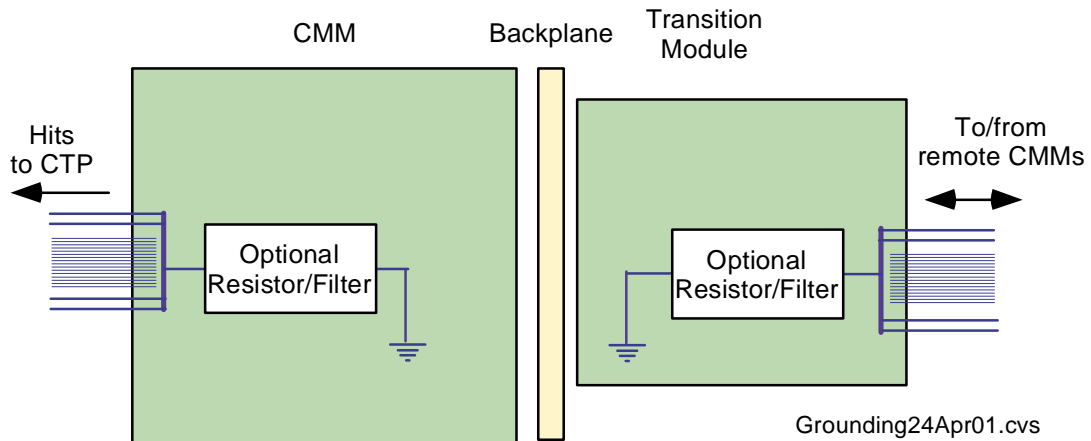 CMM
Backplane
Transition
Module
Hits
to CTP
To/from
remote CMMs
Optional
Resistor/Filter
Optional
Resistor/Filter
Grounding24Apr01.cvs